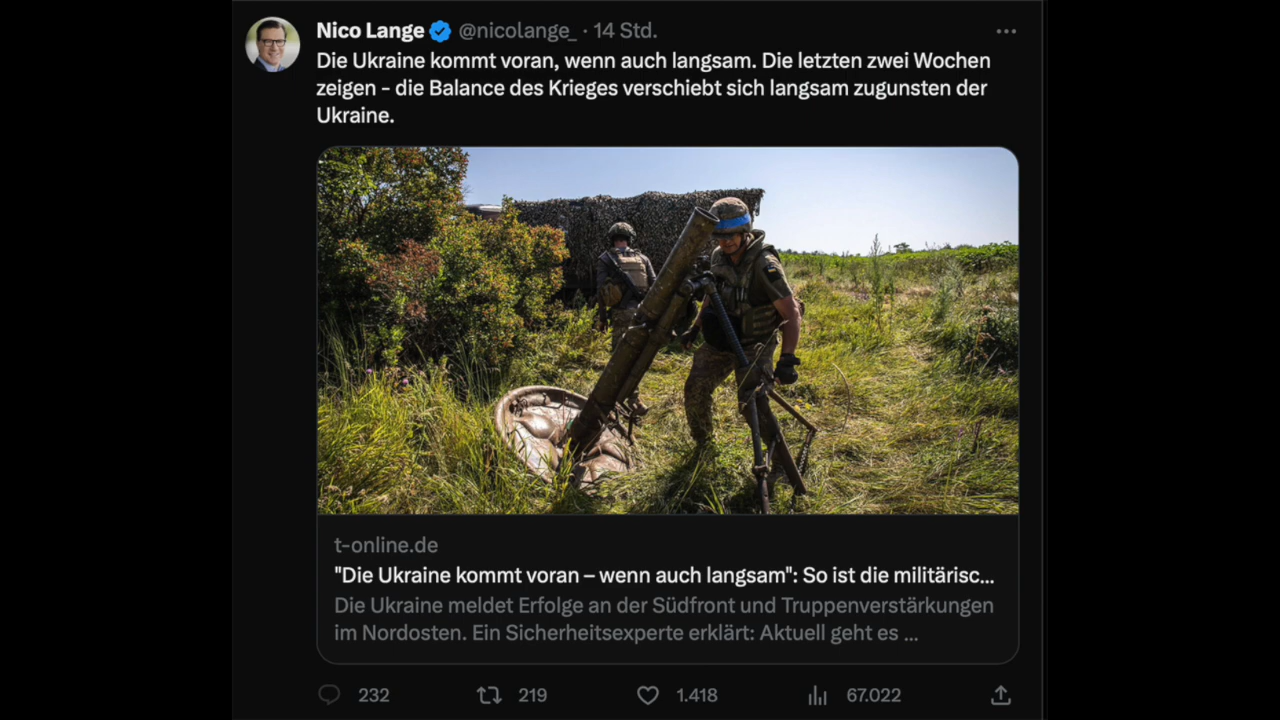 Nico Lange @nicolange_ · 14 Std.
Die Ukraine kommt voran, wenn auch langsam. Die letzten zwei Wochen
zeigen - die Balance des Krieges verschiebt sich langsam zugunsten der
Ukraine.
t-online.de
"Die Ukraine kommt voran – wenn auch langsam": So ist die militärisc...
Die Ukraine meldet Erfolge an der Südfront und Truppenverstärkungen
im Nordosten. Ein Sicherheitsexperte erklärt: Aktuell geht es ...
232 219 1.418 67.022